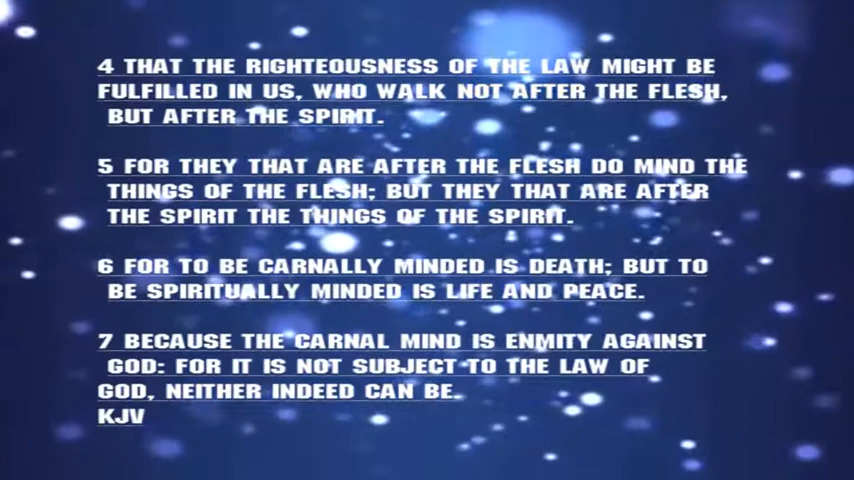 4 THAT THE RIGHTEOUSNESS OF THE LAW MIGHT BE
FULFILLED IN US, WHO WALK NOT AFTER THE FLESH,
BUT AFTER THE SPIRIT.
5 FOR THEY THAT ARE AFTER THE FLESH DO MIND THE
THINGS OF THE FLESH; BUT THEY THAT ARE AFTER
THE SPIRIT THE THINGS OF THE SPIRIT.
6 FOR TO BE CARNALLY MINDED IS DEATH; BUT TO
BE SPIRITUALLY MINDED IS LIFE AND PEACE.
7 BECAUSE THE CARNAL MIND IS ENMITY AGAINST
GOD: FOR IT IS NOT SUBJECT TO THE LAW OF
GOD, NEITHER INDEED CAN BE.
KJV